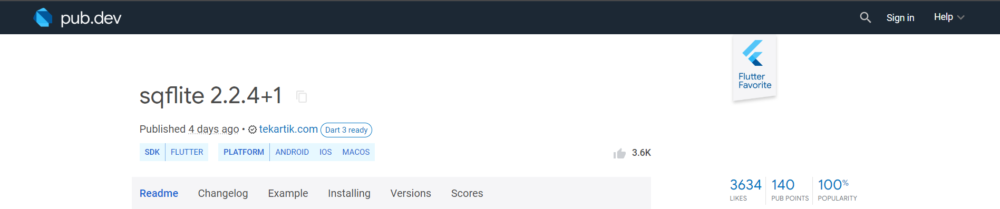 pub.dev
Sign in
Help
Flutter
Favorite
sqflite 2.2.4+1
Published 4 days ago • tekartik.com Dart 3 ready
SDK FLUTTER PLATFORM ANDROID IOS MACOS
3.6K
Readme Changelog Example Installing Versions Scores
3634 140 100%
LIKES PUB POINTS POPULARITY